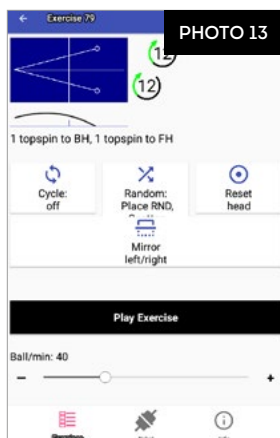 Exercise 79
PHOTO 13
12
12
1 topspin to BH, 1 topspin to FH
Cycle:
off
Random:
Place RND,
Reset
head
Mirror
left/right
Play Exercise
Ball/min: 40
- +